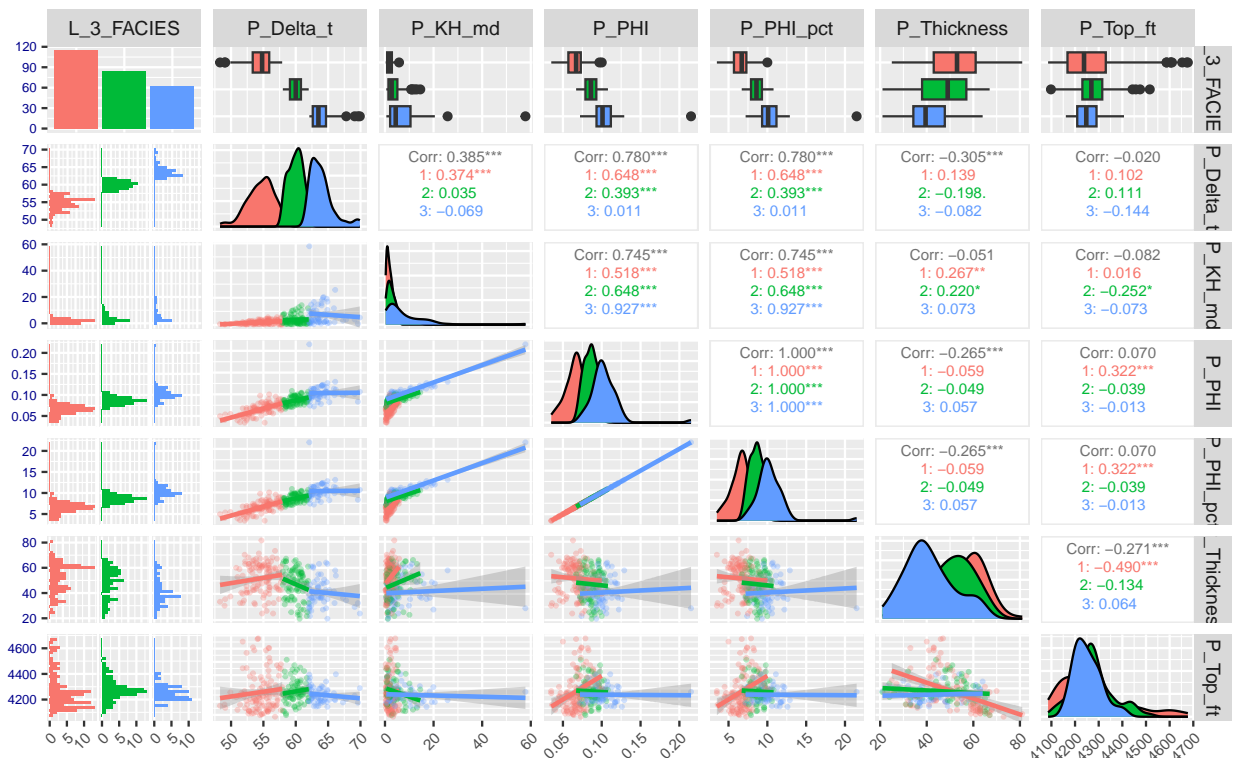 L_3_FACIES P_Delta_t P_KH_md P_PHI P_PHI_pct P_Thickness P_Top_ft
120
90
60
30
0
_3_FACIE
70
65
60
55
50
Corr: 0.385*** Corr: 0.780*** Corr: 0.780*** Corr: −0.305*** Corr: −0.020
1: 0.374*** 1: 0.648*** 1: 0.648*** 1: 0.139 1: 0.102
2: 0.035 2: 0.393*** 2: 0.393*** 2: −0.198. 2: 0.111
3: −0.069 3: 0.011 3: 0.011 3: −0.082 3: −0.144
P_Delta_t
60
40
20
0
Corr: 0.745*** Corr: 0.745*** Corr: −0.051 Corr: −0.082
1: 0.518*** 1: 0.518*** 1: 0.267** 1: 0.016
2: 0.648*** 2: 0.648*** 2: 0.220* 2: −0.252*
3: 0.927*** 3: 0.927*** 3: 0.073 3: −0.073
P_KH_md
0.20
0.15
0.10
0.05
Corr: 1.000*** Corr: −0.265*** Corr: 0.070
1: 1.000*** 1: −0.059 1: 0.322***
2: 1.000*** 2: −0.049 2: −0.039
3: 1.000*** 3: 0.057 3: −0.013
P_PHI
20
15
10
5
Corr: −0.265*** Corr: 0.070
1: −0.059 1: 0.322***
2: −0.049 2: −0.039
3: 0.057 3: −0.013
P_PHI_pct
80
60
40
20
Corr: −0.271***
1: −0.490***
2: −0.134
3: 0.064
_Thicknes
4600
4400
4200
P_Top_ft
0 5 10 0 5 10 0 5 10 50 55 60 65 70 0 20 40 60 0.05 0.10 0.15 0.20 5 10 15 20 20 40 60 80 4100 4200 4300 4400 4500 4600 4700